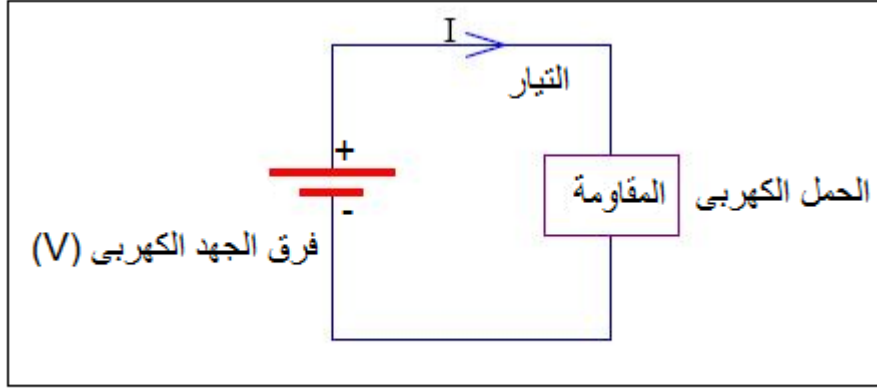 I
التيار
+
-
المقاومة
الحمل الكهربى
فرق الجهد الكهربى (V)